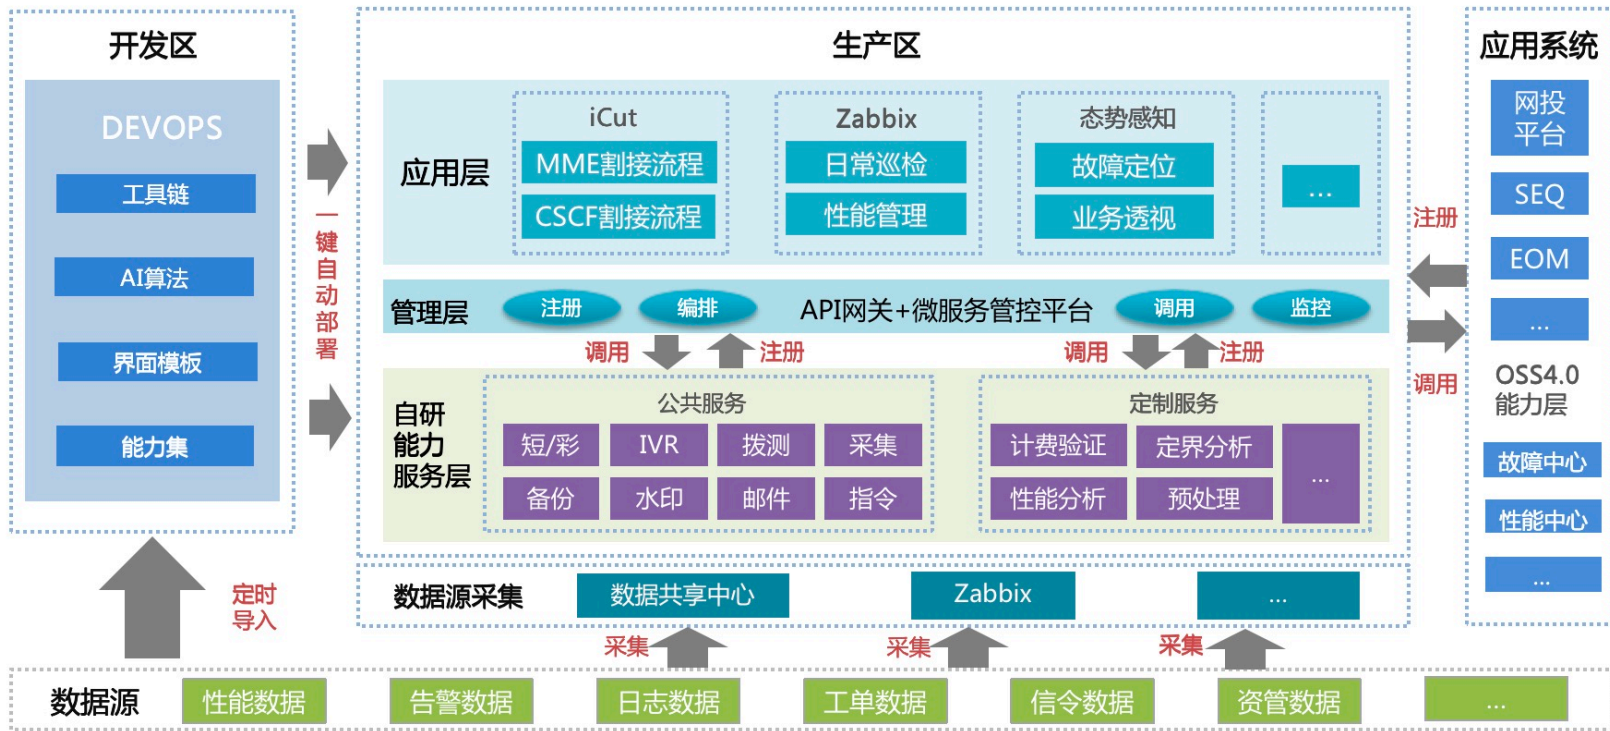 开发区
DEVOPS
工具链
AI算法
界面模板
能力集
一键自动部署
定时
导入
生产区
应用层
iCut
MME割接流程
CSCF割接流程
Zabbix
日常巡检
性能管理
态势感知
故障定位
业务透视
...
管理层
注册
编排
API网关+微服务管控平台
调用
监控
调用
注册
调用
注册
自研
能力
服务层
公共服务
短/彩
IVR
拨测
采集
备份
水印
邮件
指令
定制服务
计费验证
定界分析
性能分析
预处理
...
数据源采集
数据共享中心
Zabbix
...
采集
采集
采集
注册
调用
应用系统
网投
平台
SEQ
EOM
...
OSS4.0
能力层
故障中心
性能中心
...
数据源
性能数据
告警数据
日志数据
工单数据
信令数据
资管数据
...